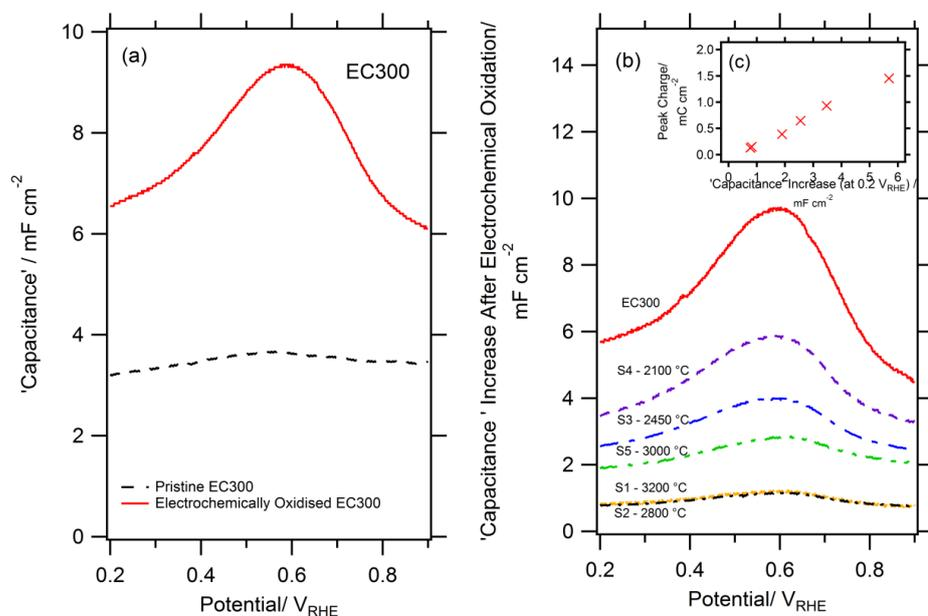 (a)
EC300
10
8
6
4
2
0
0.2
0.4
0.6
0.8
'Capacitance' / mF cm-2
Potential/ VRHE
Pristine EC300
Electrochemically Oxidised EC300
'Capacitance ' Increase After Electrochemical Oxidation/
mF cm-2
(b)
14
12
10
8
6
4
2
0
0.2
0.4
0.6
0.8
Potential/ VRHE
EC300
S4 - 2100 °C
S3 - 2450 °C
S5 - 3000 °C
S1 - 3200 °C
S2 - 2800 °C
(c)
Peak Charge/
mC cm-2
2.0
1.5
1.0
0.5
0.0
0
1
2
3
4
5
6
'Capacitance' Increase (at 0.2 VRHE) /
mF cm-2